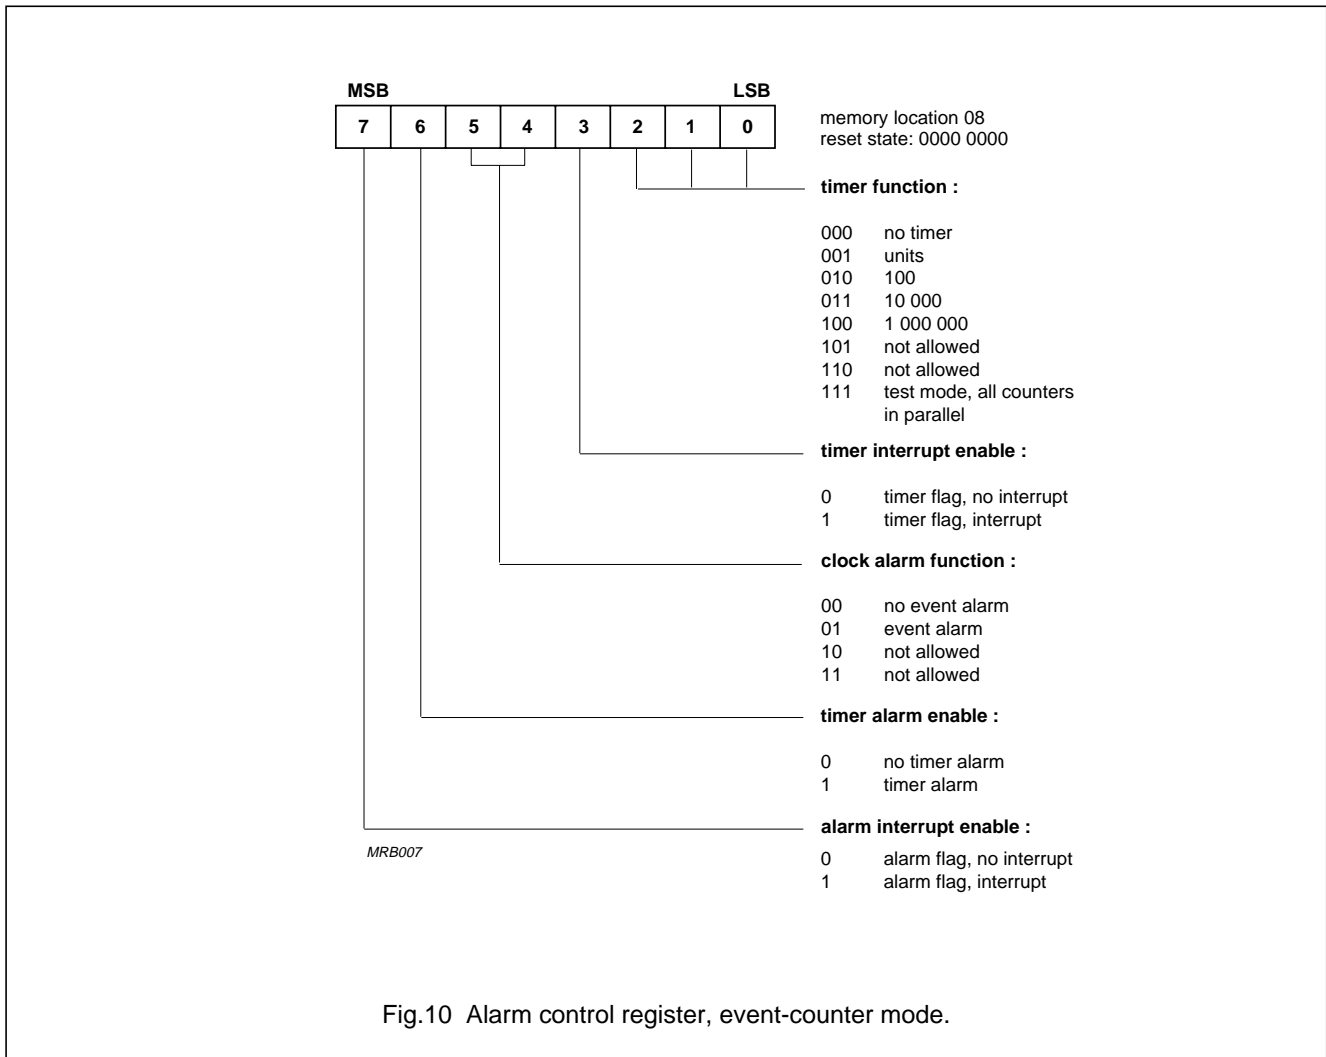 MSB LSB
7 6 5 4 3 2 1 0
memory location 08
reset state: 0000 0000
timer function :
000 no timer
001 units
010 100
011 10 000
100 1 000 000
101 not allowed
110 not allowed
111 test mode, all counters
in parallel
timer interrupt enable :
0 timer flag, no interrupt
1 timer flag, interrupt
clock alarm function :
00 no event alarm
01 event alarm
10 not allowed
11 not allowed
timer alarm enable :
0 no timer alarm
1 timer alarm
alarm interrupt enable :
0 alarm flag, no interrupt
1 alarm flag, interrupt
MRB007
Fig.10 Alarm control register, event-counter mode.